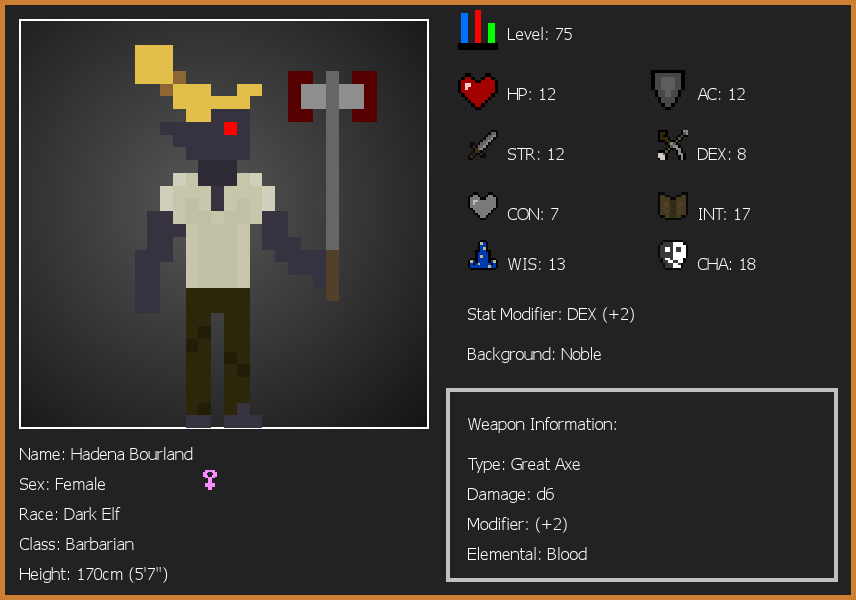 Level: 75
HP: 12
AC: 12
STR: 12
DEX: 8
CON: 7
INT: 17
WIS: 13
CHA: 18
Stat Modifier: DEX (+2)
Background: Noble
Weapon Information:
Type: Great Axe
Damage: d6
Modifier: (+2)
Elemental: Blood
Name: Hadena Bourland
Sex: Female
Race: Dark Elf
Class: Barbarian
Height: 170cm (5'7")